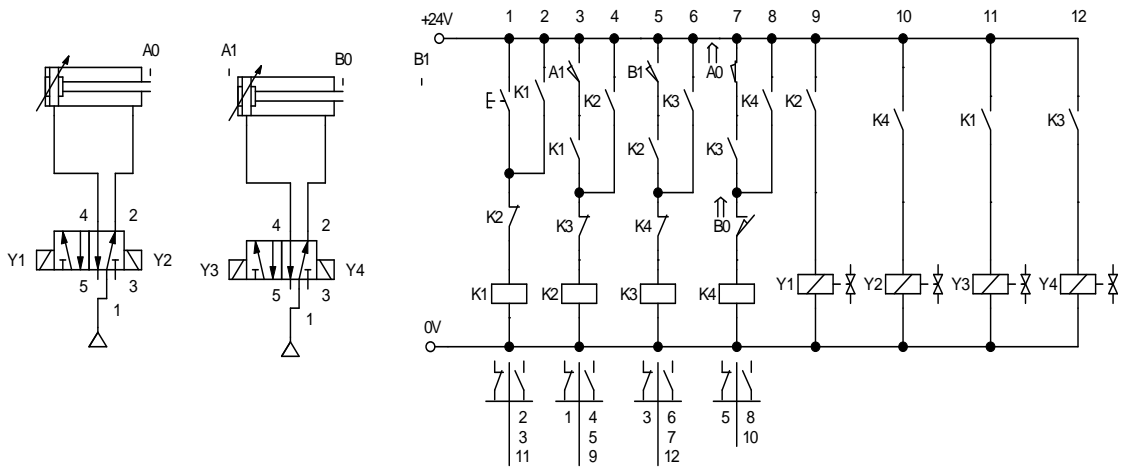 1 2 3 4 5 6 7 8 9 10 11 12
+24V
A0 A1 B0 B1
A1 B1 A0
K1 K2 K3 K4 K2
E K1 K2 K3 K4 K1 K3
K2 K3 K4 B0
4 2 4 2
Y1 Y2 Y3 Y4
5 3 5 3
1 1
K1 K2 K3 K4 Y1 Y2 Y3 Y4
0V
2 1 4 3 6 5 8
3 5 7 10
11 9 12